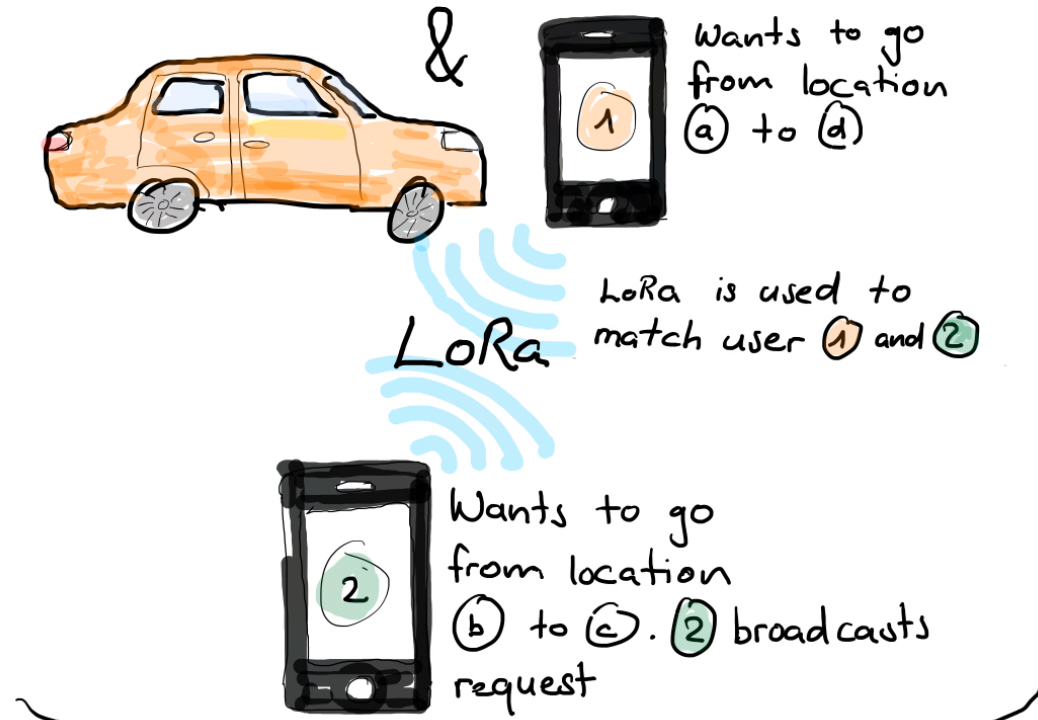 &
1
Wants to go
from location
a to d
LoRa is used to
match user 1 and 2
LoRa
2
Wants to go
from location
b to c. 2 broadcasts
request